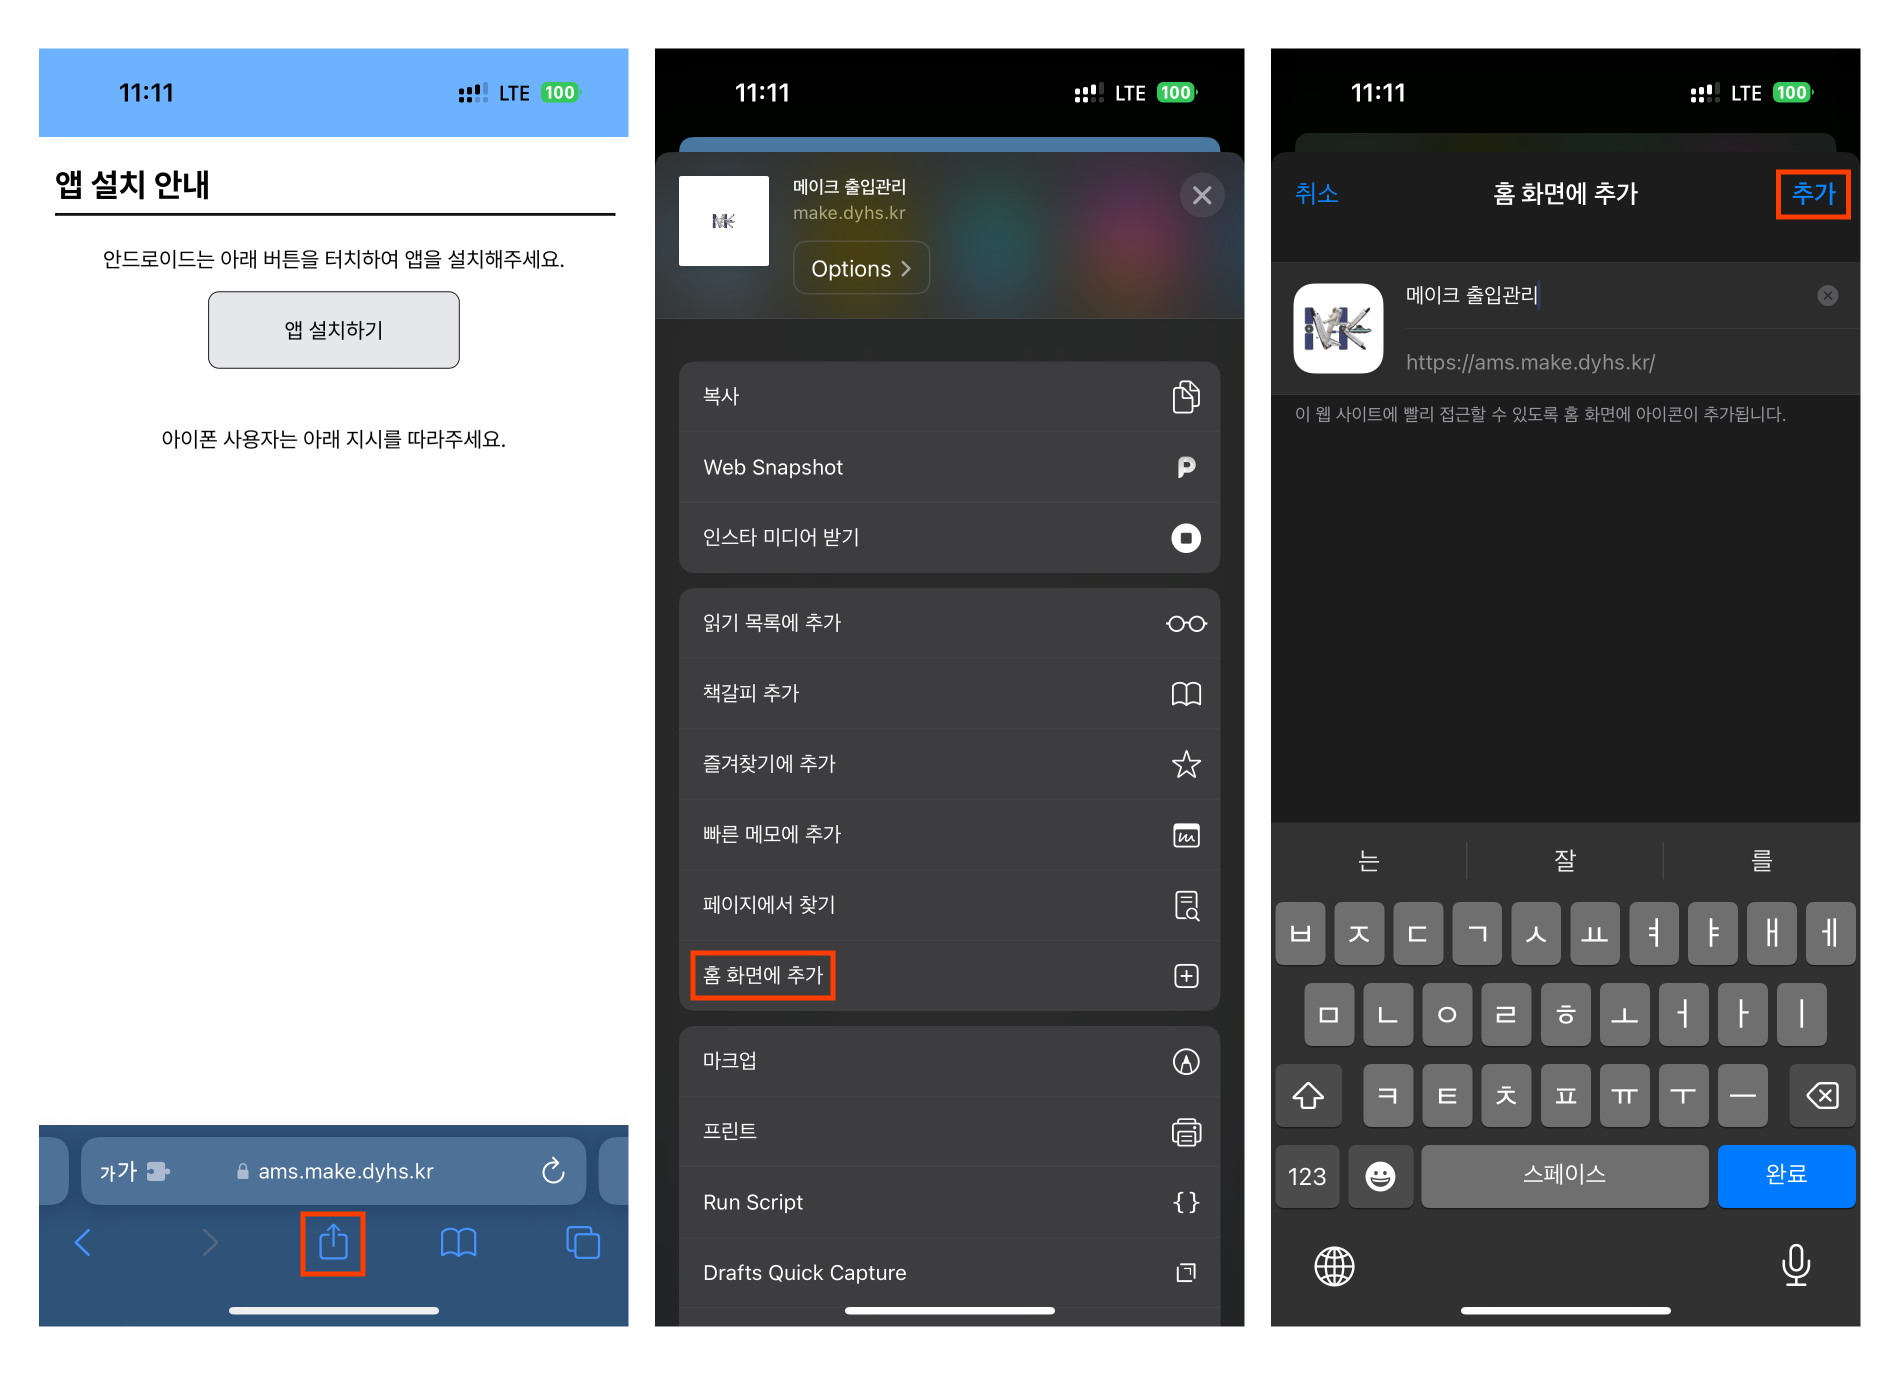 11:11
LTE 100
앱 설치 안내
안드로이드는 아래 버튼을 터치하여 앱을 설치해주세요.
앱 설치하기
아이폰 사용자는 아래 지시를 따라주세요.
가가
ams.make.dyhs.kr
11:11
LTE 100
메이크 출입관리
make.dyhs.kr
Options
복사
Web Snapshot
인스타 미디어 받기
읽기 목록에 추가
책갈피 추가
즐겨찾기에 추가
빠른 메모에 추가
페이지에서 찾기
홈 화면에 추가
마크업
프린트
Run Script
Drafts Quick Capture
11:11
LTE 100
취소
홈 화면에 추가
추가
메이크 출입관리
https://ams.make.dyhs.kr/
이 웹 사이트에 빨리 접근할 수 있도록 홈 화면에 아이콘이 추가됩니다.
는 잘 를
ㅂ ㅈ ㄷ ㄱ ㅅ ㅛ ㅕ ㅑ ㅐ ㅔ
ㅁ ㄴ ㅇ ㄹ ㅎ ㅗ ㅓ ㅏ ㅣ
ㅋ ㅌ ㅊ ㅍ ㅠ ㅜ ㅡ
123 스페이스 완료